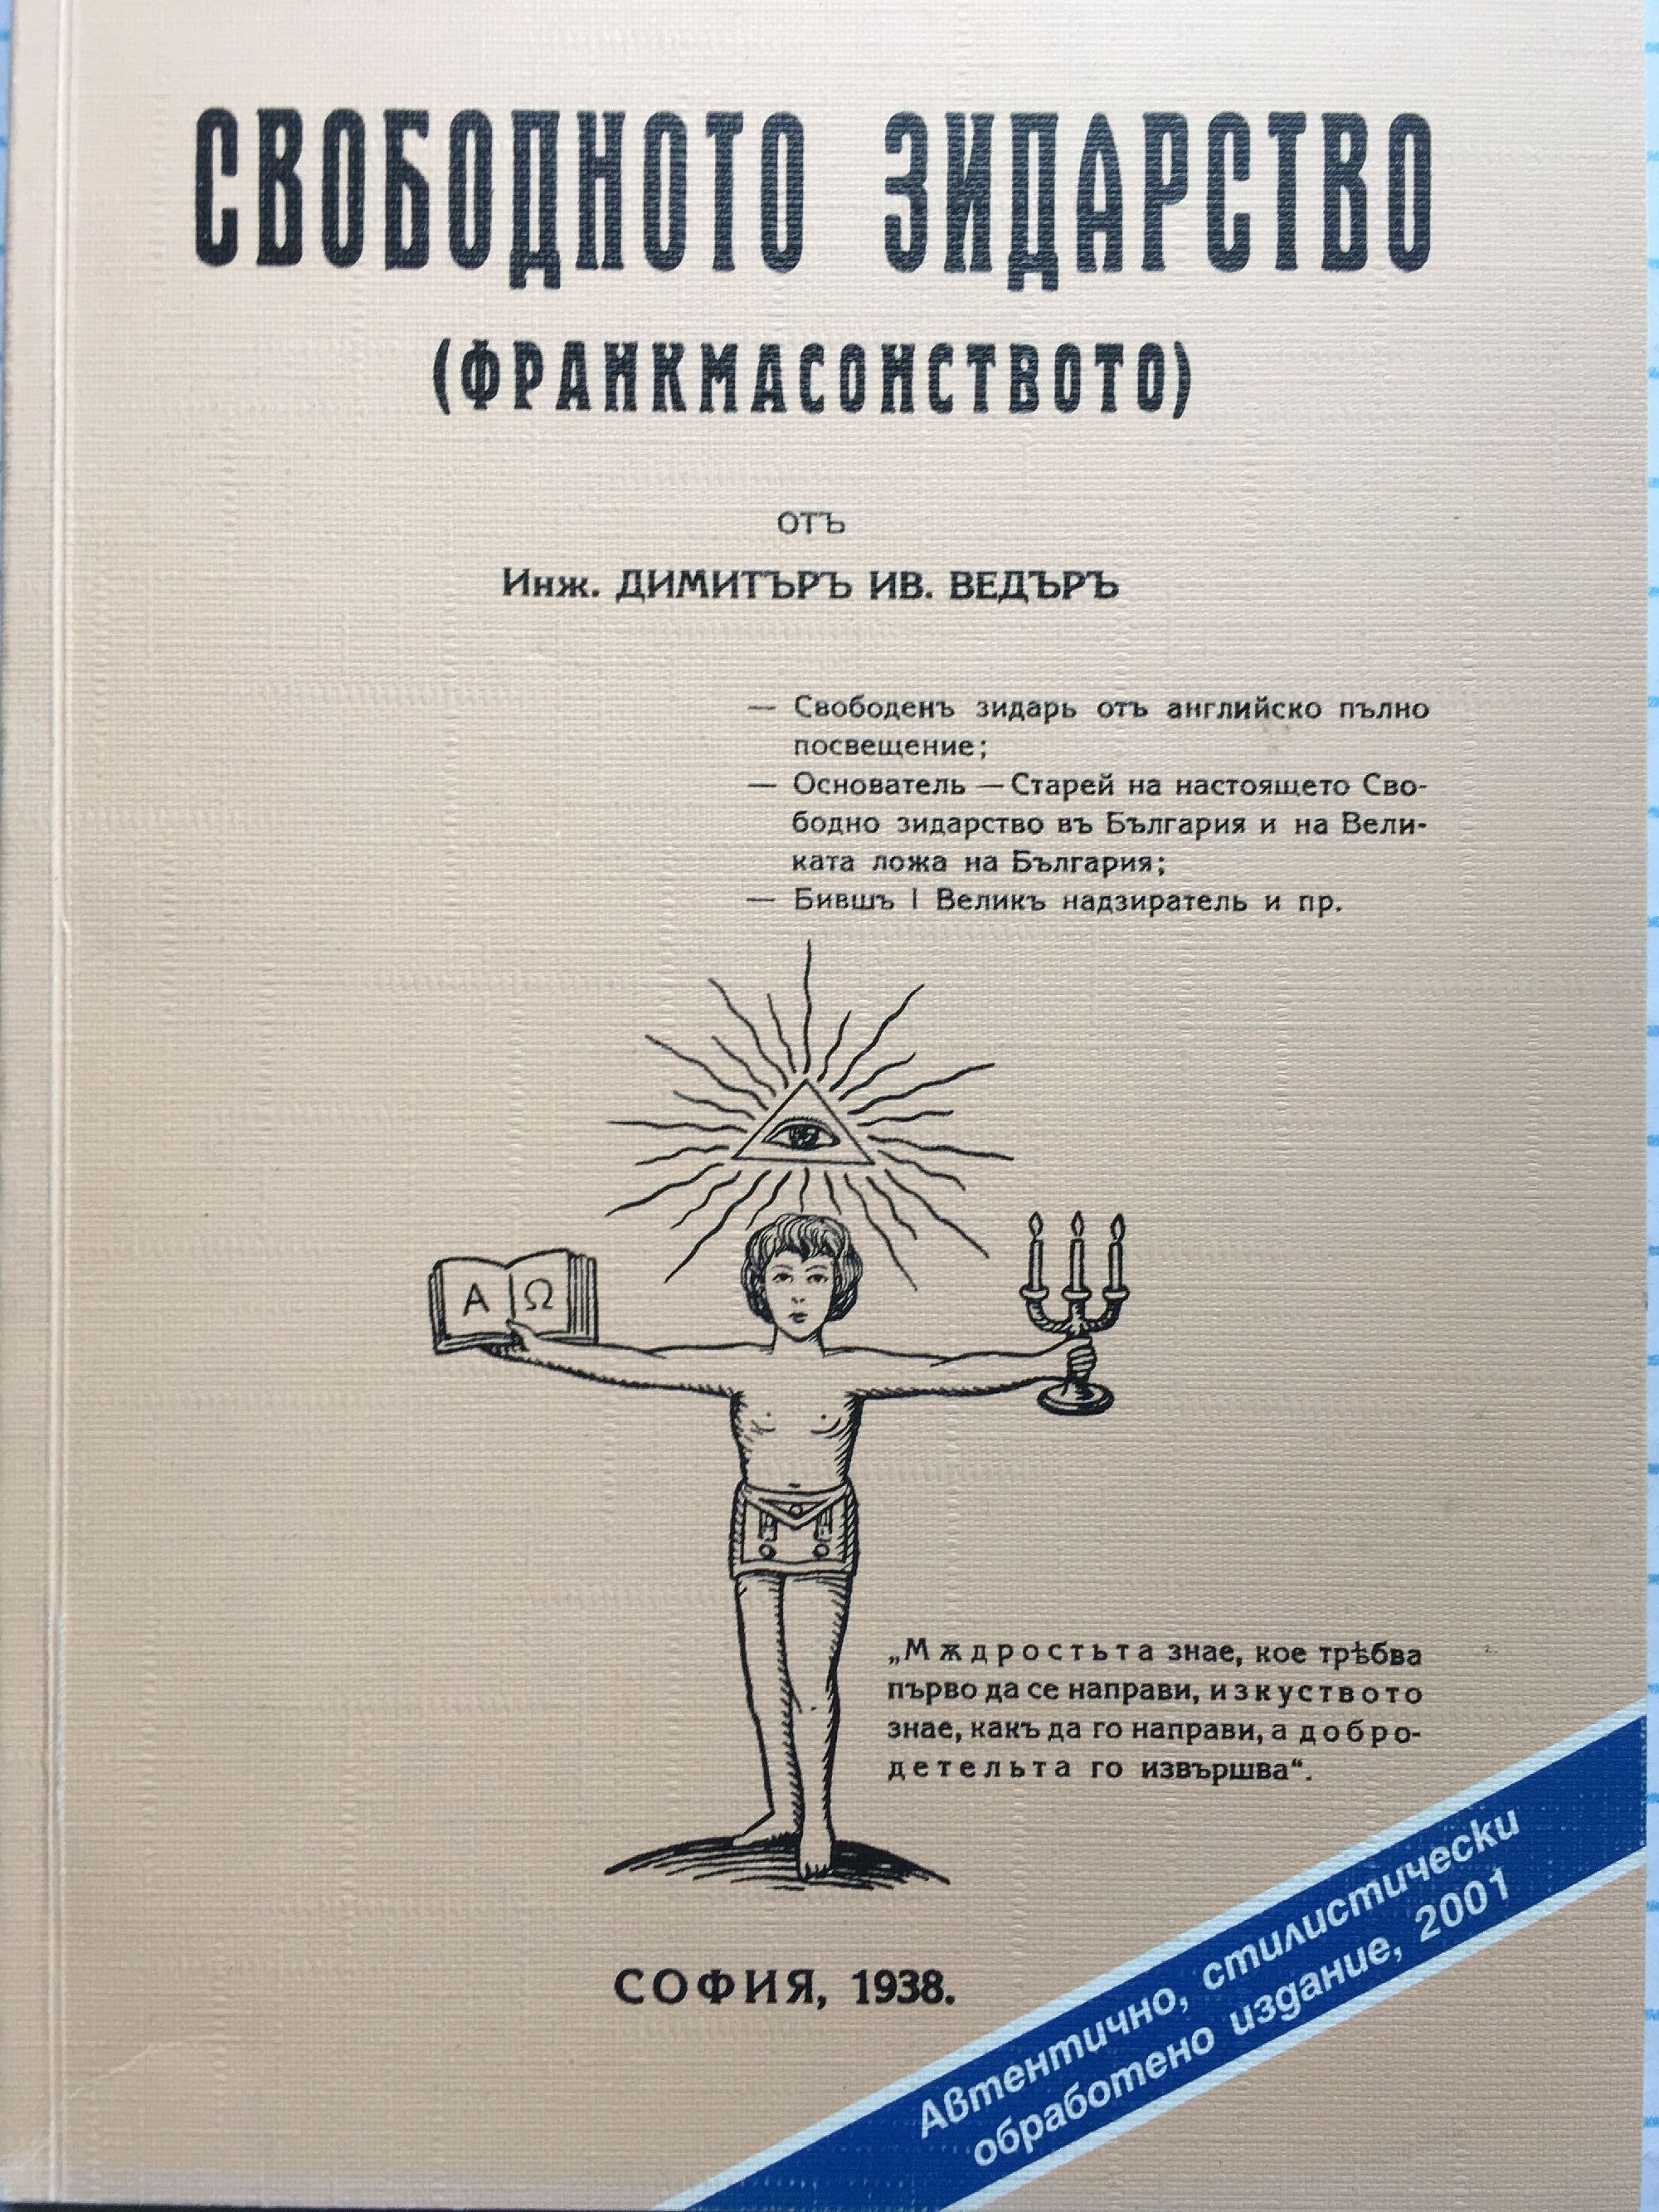 СВОБОДНОТО ЗИДАРСТВО
(ФРАНКМАСОНСТВОТО)
ОТЪ
Инж. ДИМИТЪРЪ ИВ. ВЕДЪРЪ
— Свободенъ зидарь отъ английско пълно
посвещение;
— Основатель — Старей на настоящето Сво-
бодно зидарство въ България и на Вели-
ката ложа на България;
— Бившъ I Великъ надзиратель и пр.
Α Ω
„Мѫдростьта знае, кое трѣбва
първо да се направи, изкуството
знае, какъ да го направи, а добро-
детельта го извършва“.
СОФИЯ, 1938.
Автентично, стилистически
обработено издание, 2001